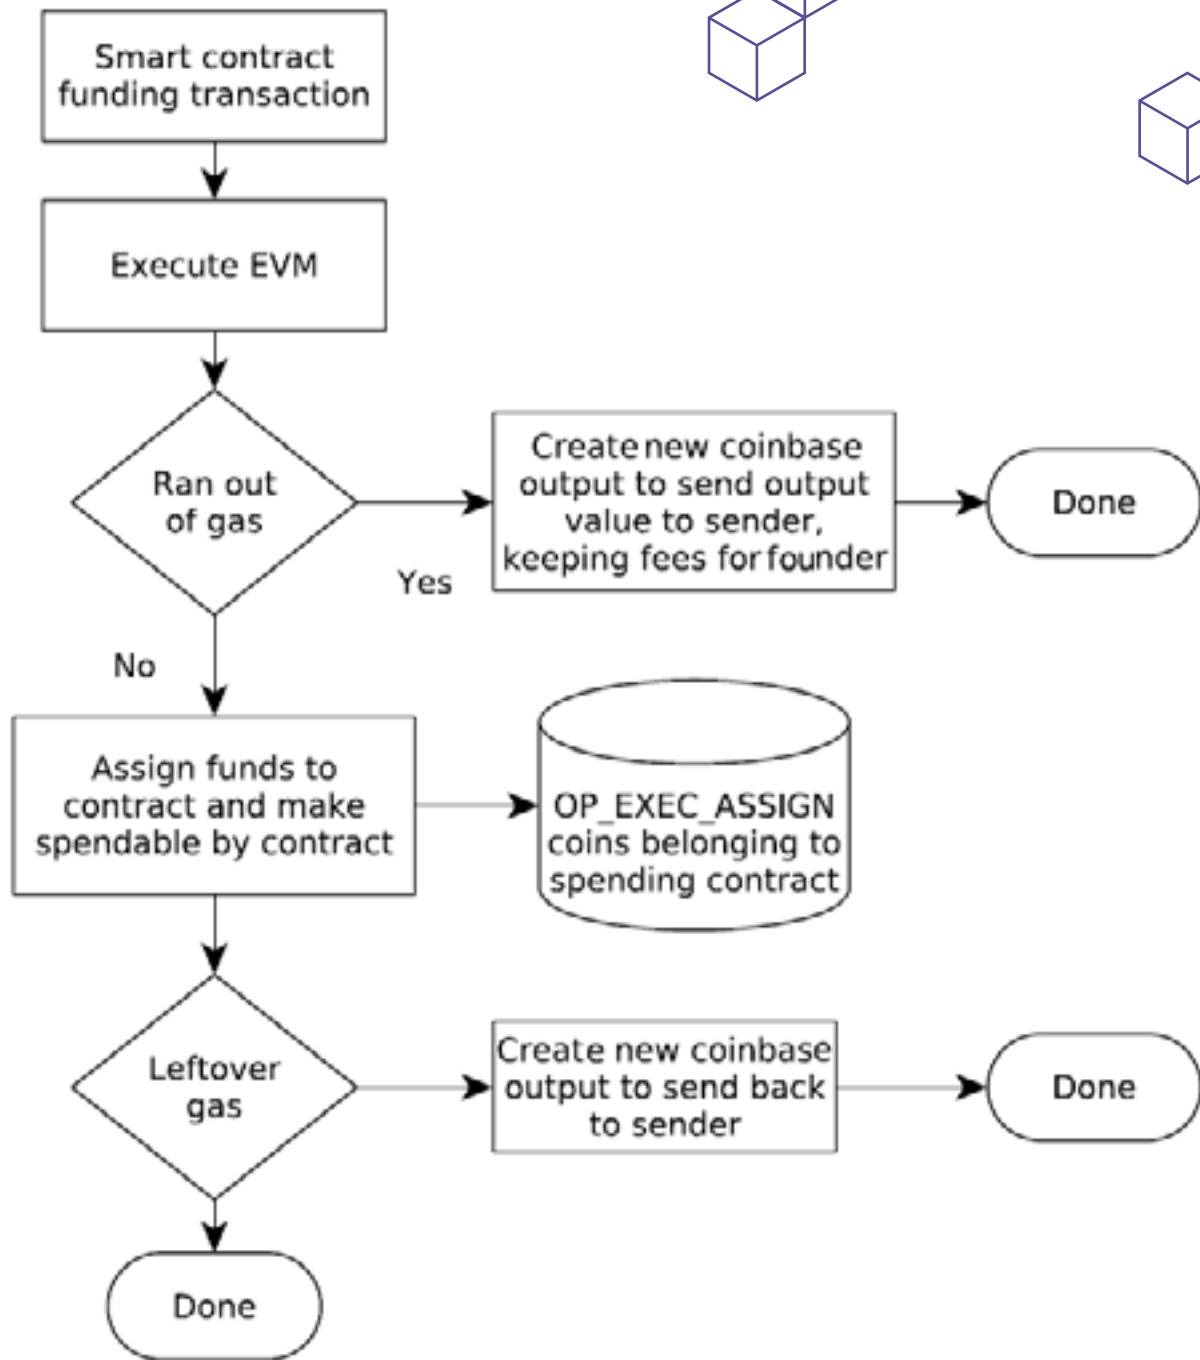 Smart contract
funding transaction
Execute EVM
Ran out
of gas
Yes
Create new coinbase
output to send output
value to sender,
keeping fees for founder
Done
No
Assign funds to
contract and make
spendable by contract
OP_EXEC_ASSIGN
coins belonging to
spending contract
Leftover
gas
Create new coinbase
output to send back
to sender
Done
Done